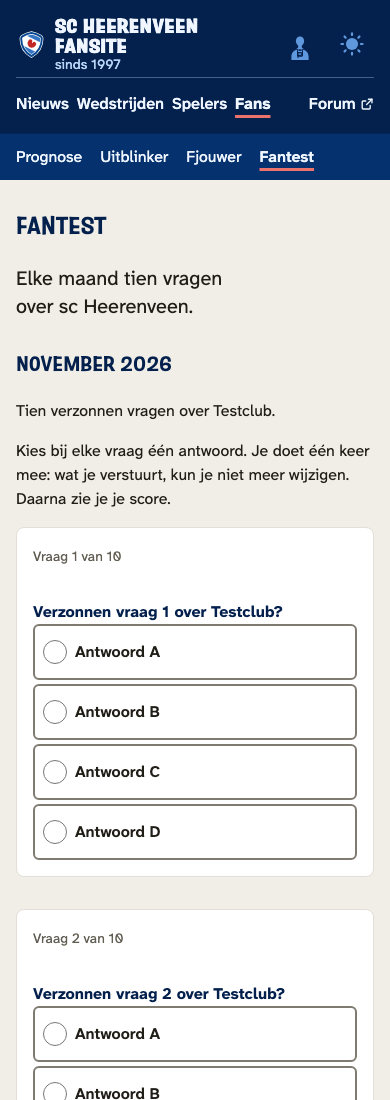 SC HEERENVEEN
FANSITE
sinds 1997
Nieuws Wedstrijden Spelers Fans Forum
Prognose Uitblinker Fjouwer Fantest
FANTEST
Elke maand tien vragen
over sc Heerenveen.
NOVEMBER 2026
Tien verzonnen vragen over Testclub.
Kies bij elke vraag één antwoord. Je doet één keer
mee: wat je verstuurt, kun je niet meer wijzigen.
Daarna zie je je score.
Vraag 1 van 10
Verzonnen vraag 1 over Testclub?
Antwoord A
Antwoord B
Antwoord C
Antwoord D
Vraag 2 van 10
Verzonnen vraag 2 over Testclub?
Antwoord A
Antwoord B